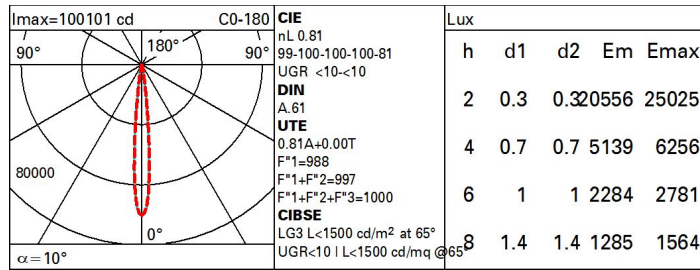 Imax=100101 cd C0-180
90° 180° 90°
80000
0°
α=10°
CIE
nL 0.81
99-100-100-100-81
UGR <10-<10
DIN
A.61
UTE
0.81A+0.00T
F"1=988
F"1+F"2=997
F"1+F"2+F"3=1000
CIBSE
LG3 L<1500 cd/m² at 65°
UGR<10 | L<1500 cd/mq @65°
Lux
h d1 d2 Em Emax
2 0.3 0.3 20556 25025
4 0.7 0.7 5139 6256
6 1 1 2284 2781
8 1.4 1.4 1285 1564